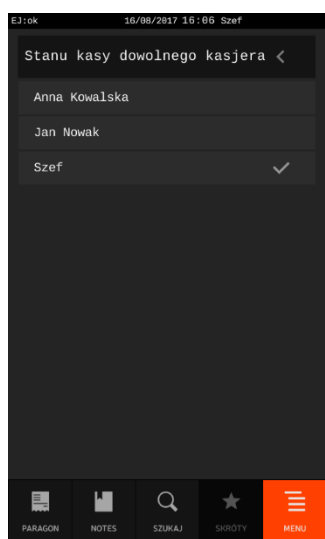 EJ:ok 16/08/2017 16:06 Szef
Stanu kasy dowolnego kasjera <
Anna Kowalska
Jan Nowak
Szef
PARAGON NOTES SZUKAJ SKRÓTY MENU